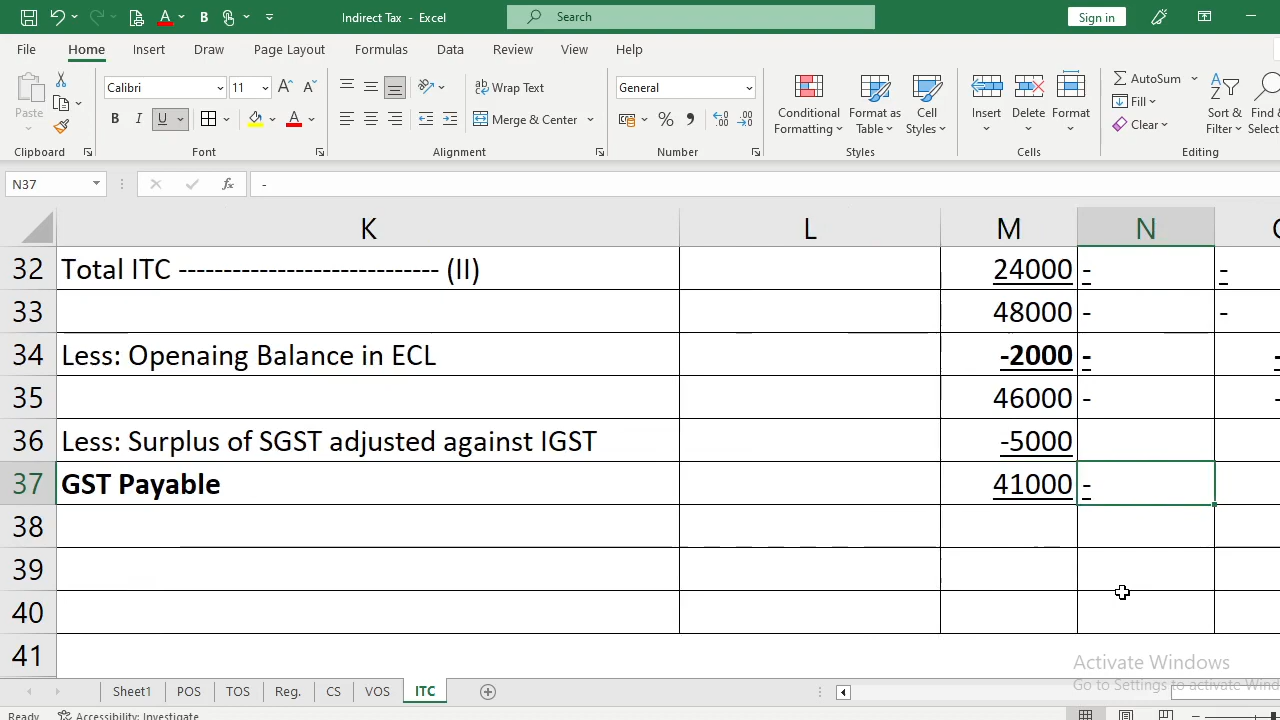 Indirect Tax - Excel
Search
Sign in
File Home Insert Draw Page Layout Formulas Data Review View Help
Paste
Calibri 11
B I U
Wrap Text
Merge & Center
General
Conditional Formatting
Format as Table
Cell Styles
Insert
Delete
Format
AutoSum
Fill
Clear
Sort & Filter
Find &
Clipboard Font Alignment Number Styles Cells Editing
N37 fx -
K L M N
32 Total ITC ----------------------------- (II) 24000 - -
33 48000 - -
34 Less: Openaing Balance in ECL -2000 - -
35 46000 - -
36 Less: Surplus of SGST adjusted against IGST -5000
37 GST Payable 41000 -
38
39
40
41
Activate Windows
Go to Settings to activate
Sheet1 POS TOS Reg. CS VOS ITC
Ready Accessibility: Investigate